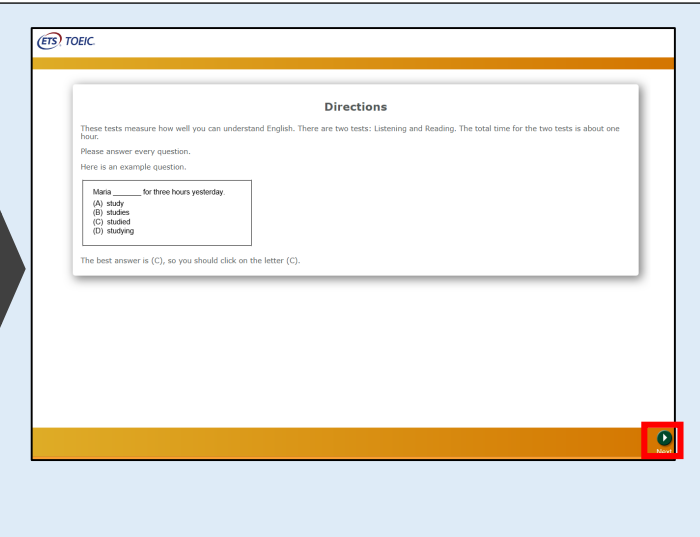 ETS TOEIC.
Directions
These tests measure how well you can understand English. There are two tests: Listening and Reading. The total time for the two tests is about one
hour.
Please answer every question.
Here is an example question.
Maria _______ for three hours yesterday.
(A) study
(B) studies
(C) studied
(D) studying
The best answer is (C), so you should click on the letter (C).
Next